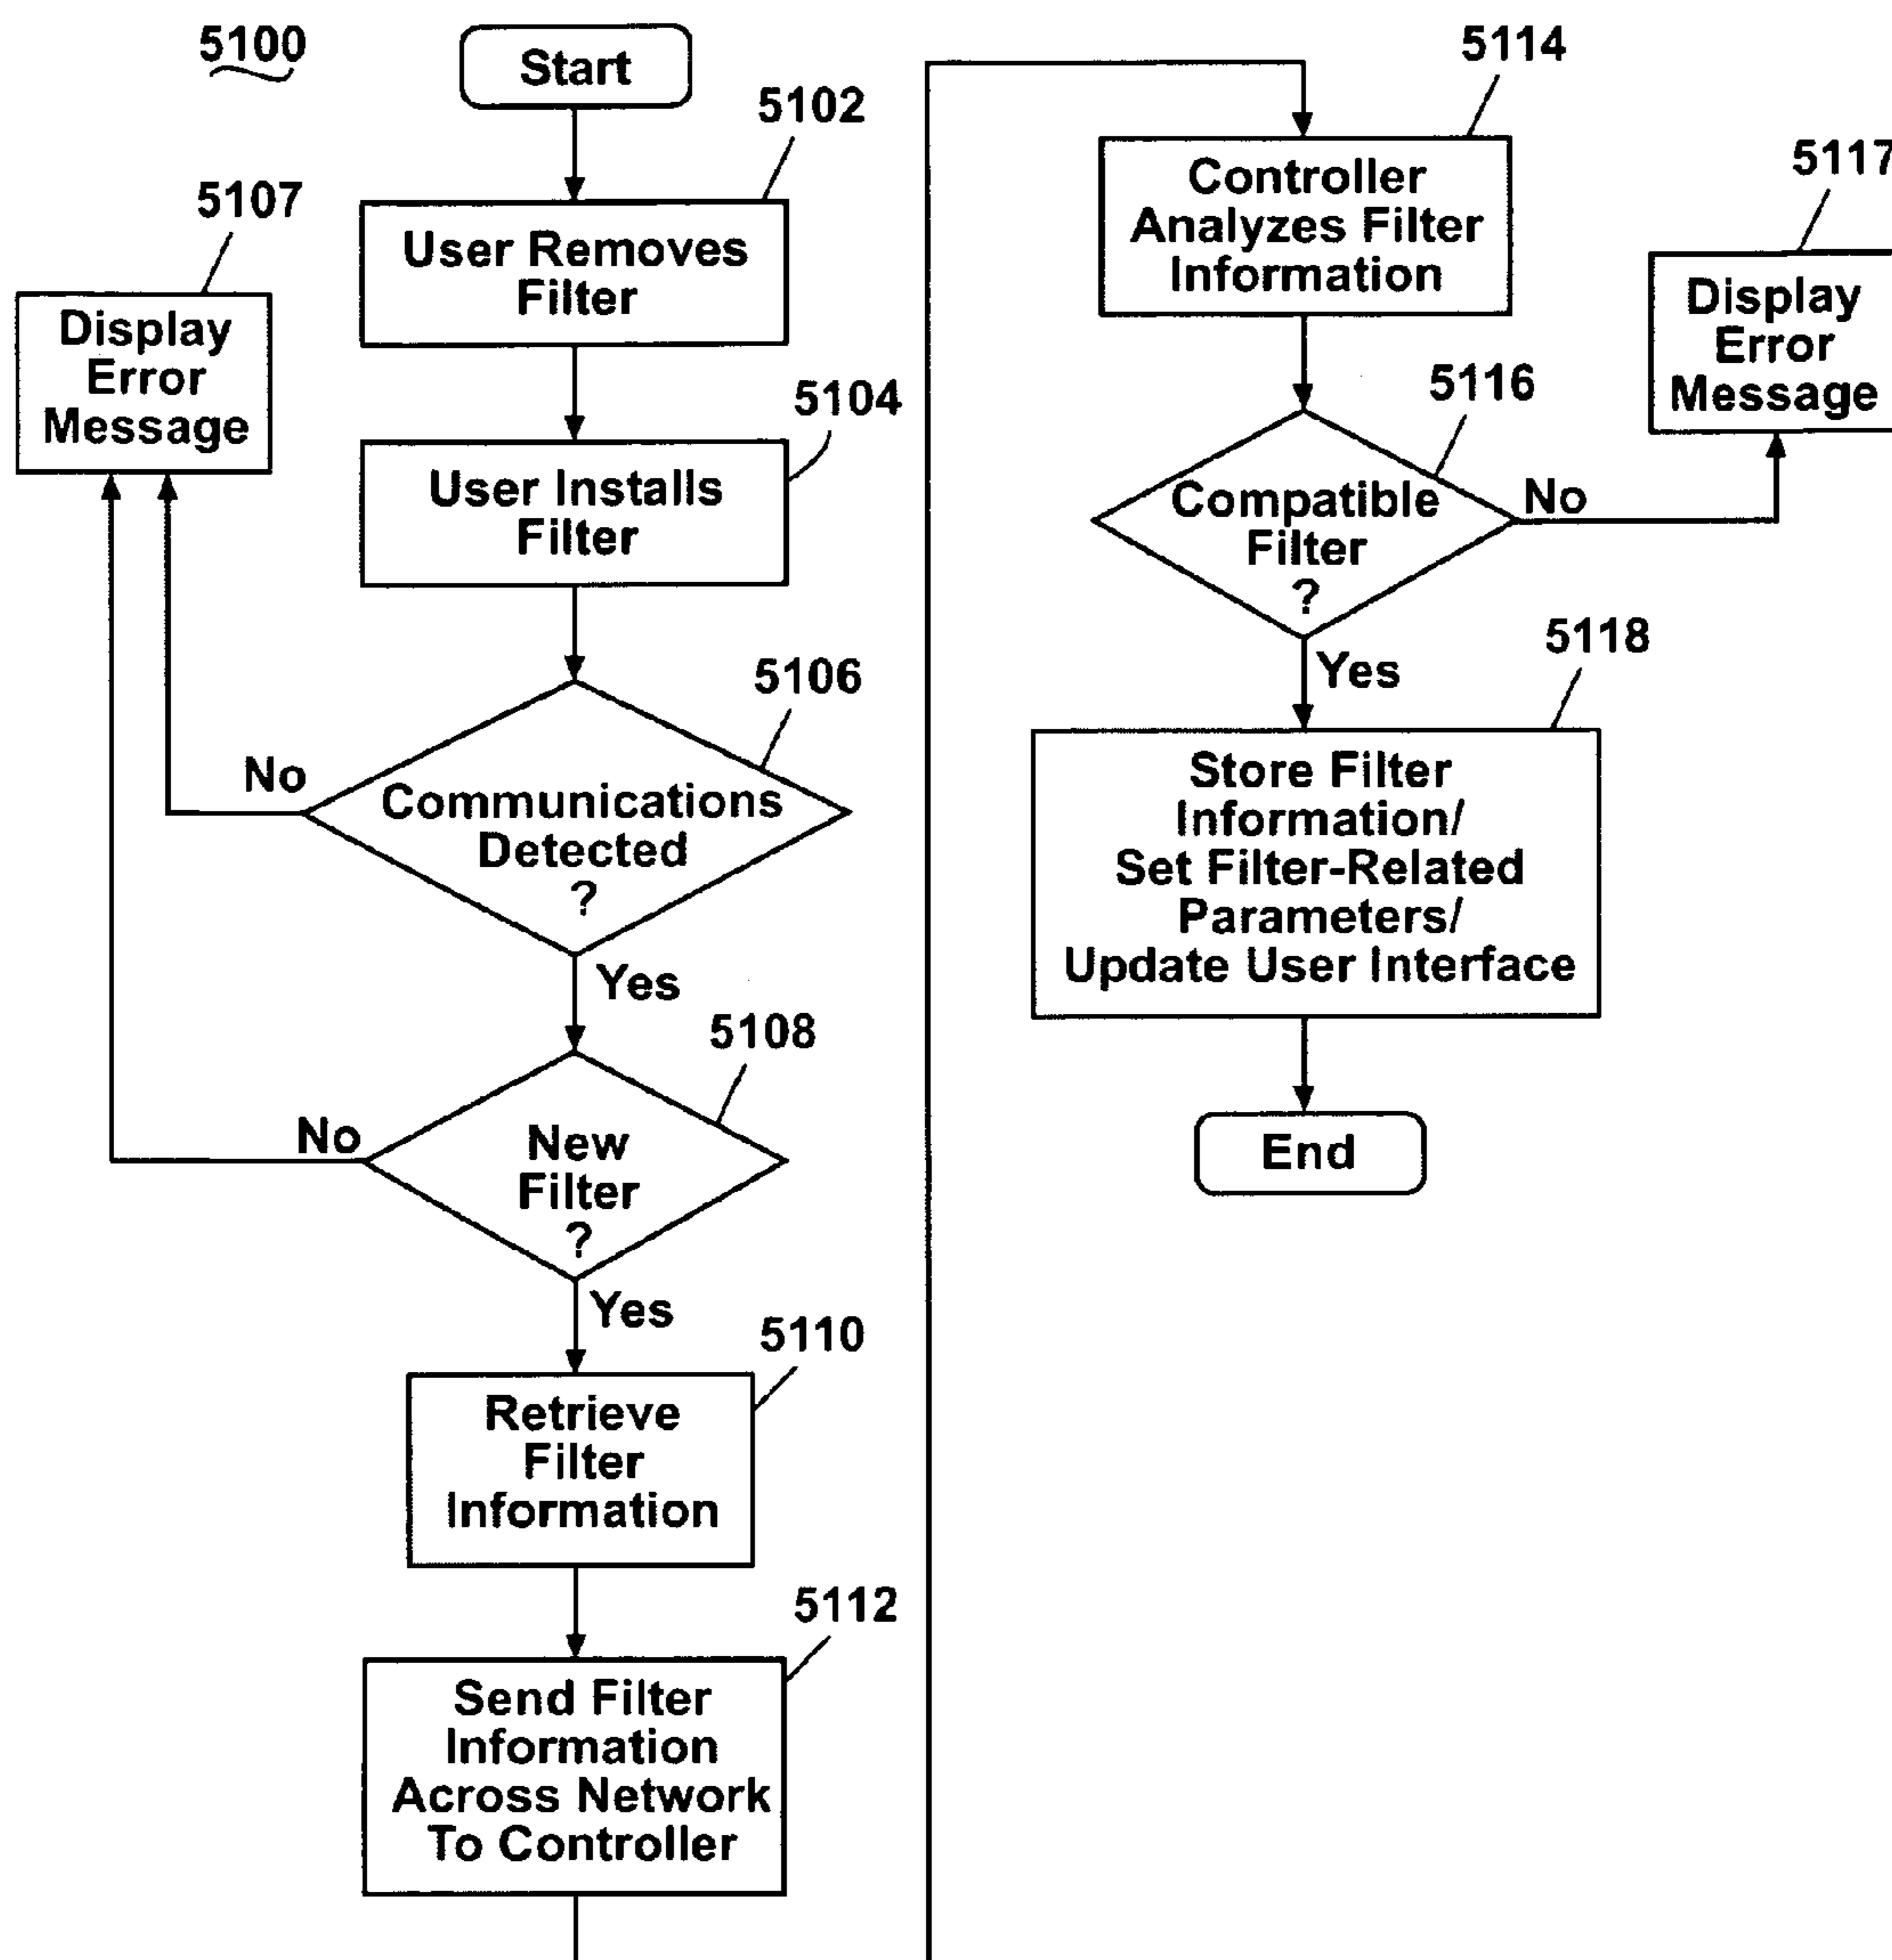 5100
Start
5102
User Removes
Filter
5104
User Installs
Filter
5107
Display
Error
Message
5106
Communications
Detected
?
No
Yes
5108
New
Filter
?
No
Yes
5110
Retrieve
Filter
Information
5112
Send Filter
Information
Across Network
To Controller
5114
Controller
Analyzes Filter
Information
5116
Compatible
Filter
?
No
5117
Display
Error
Message
Yes
5118
Store Filter
Information/
Set Filter-Related
Parameters/
Update User Interface
End